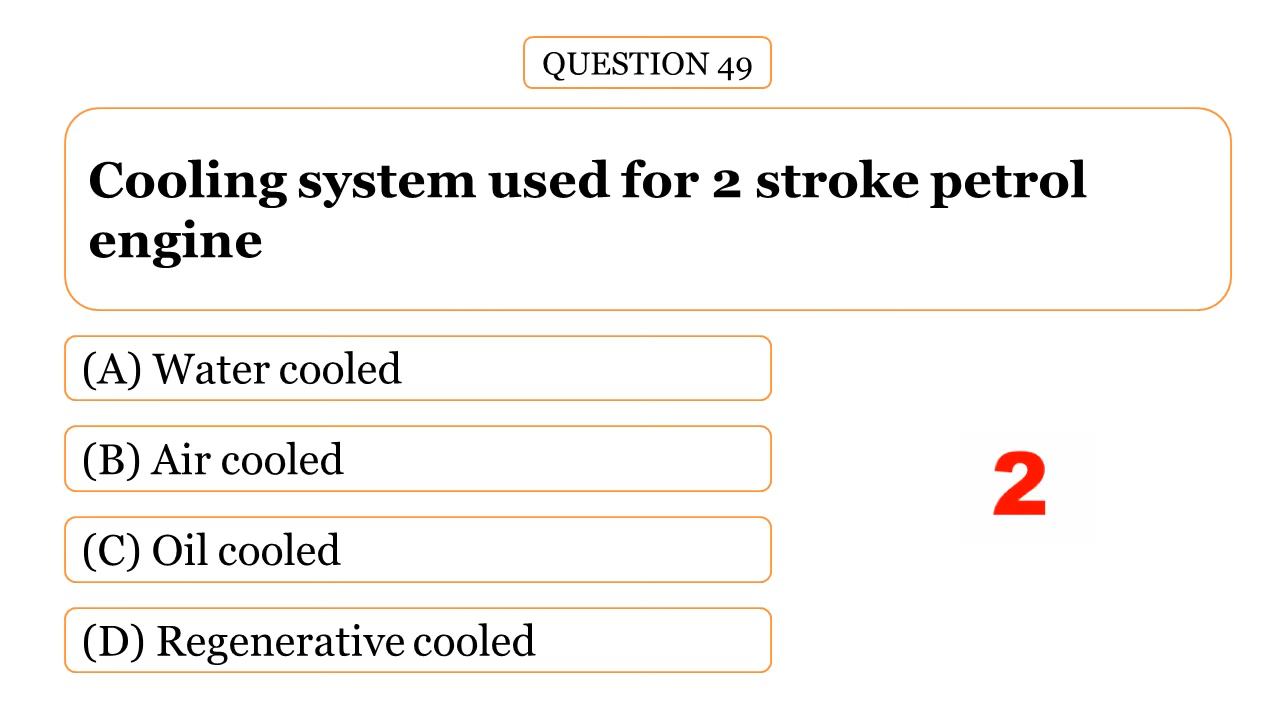 QUESTION 49
Cooling system used for 2 stroke petrol
engine
(A) Water cooled
(B) Air cooled
2
(C) Oil cooled
(D) Regenerative cooled